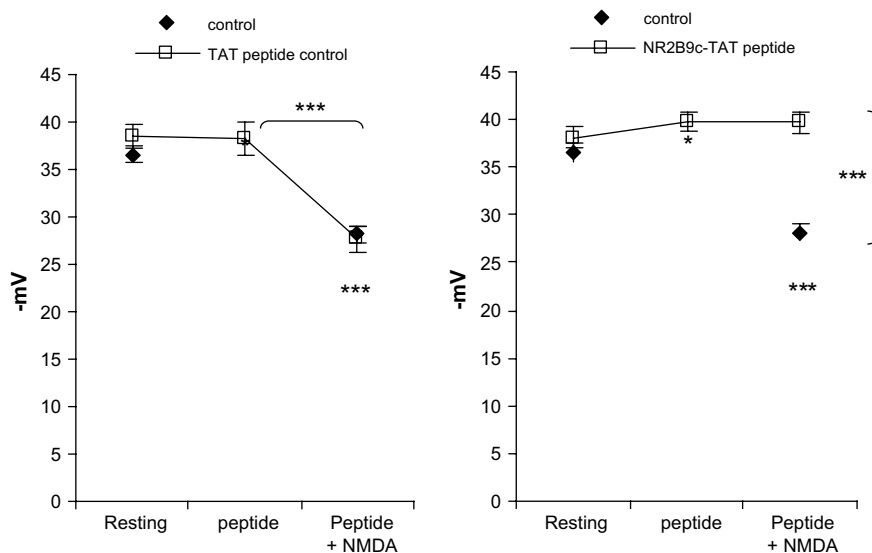 control
TAT peptide control
45
40
35
30
25
20
15
10
5
0
-mV
***
*
***
Resting
peptide
Peptide
+ NMDA
control
NR2B9c-TAT peptide
45
40
35
30
25
20
15
10
5
0
-mV
*
***
***
Resting
peptide
Peptide
+ NMDA